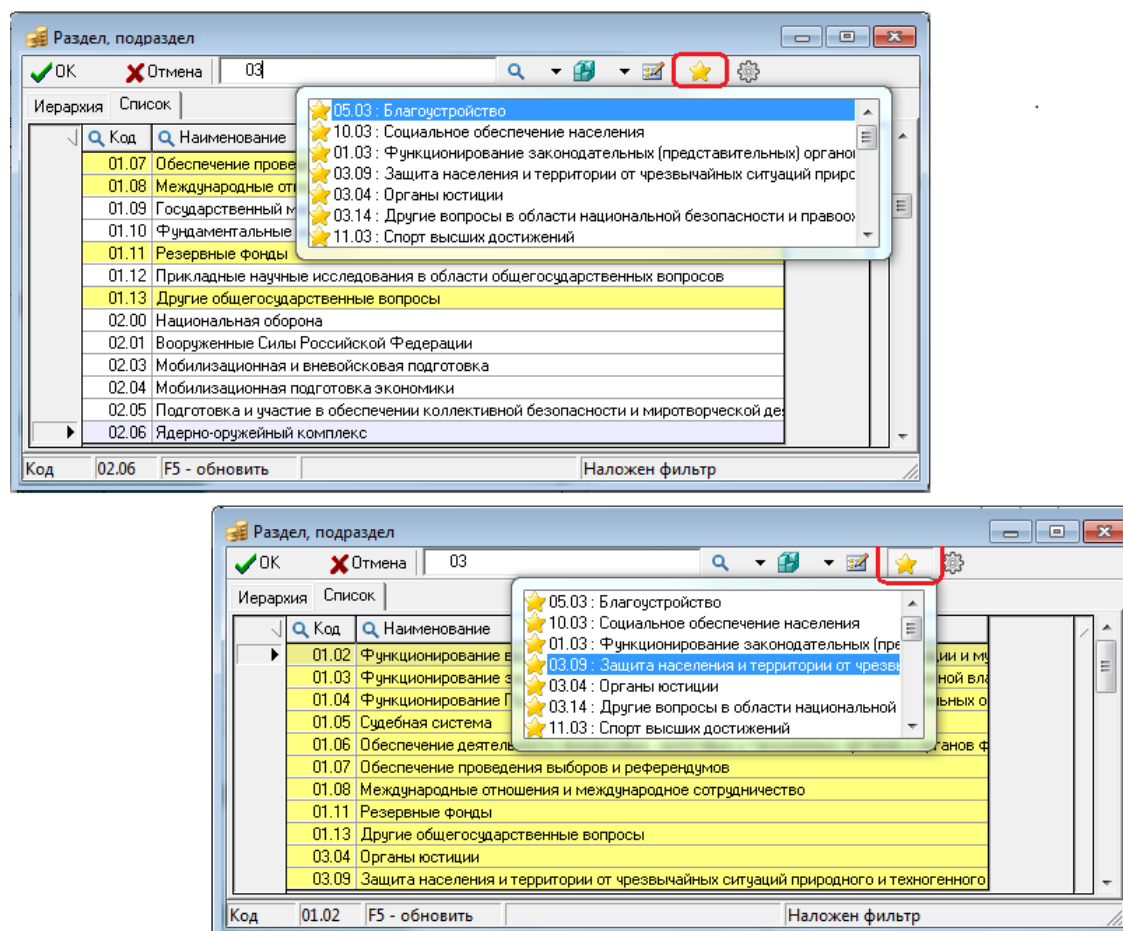 Раздел, подраздел
OK Отмена 03
Иерархия Список
05.03 : Благоустройство
10.03 : Социальное обеспечение населения
01.03 : Функционирование законодательных (представительных)
03.09 : Защита населения и территории от чрезвычайных ситуаций
03.04 : Органы юстиции
03.14 : Другие вопросы в области национальной безопасности и
11.03 : Спорт высших достижений
Код Наименование
01.07 Обеспечение
01.08 Международные
01.09 Государственный
01.10 Фундаментальные
01.11 Резервные фонды
01.12 Прикладные научные исследования в области общегосударственных вопросов
01.13 Другие общегосударственные вопросы
02.00 Национальная оборона
02.01 Вооруженные Силы Российской Федерации
02.03 Мобилизационная и вневойсковая подготовка
02.04 Мобилизационная подготовка экономики
02.05 Подготовка и участие в обеспечении коллективной безопасности и миротворческой
02.06 Ядерно-оружейный комплекс
Код 02.06 F5 - обновить Наложен фильтр
Раздел, подраздел
OK Отмена 03
Иерархия Список
05.03 : Благоустройство
10.03 : Социальное обеспечение населения
01.03 : Функционирование законодательных
03.09 : Защита населения и территории от
03.04 : Органы юстиции
03.14 : Другие вопросы в области национальной
11.03 : Спорт высших достижений
Код Наименование
01.02 Функционирование
01.03 Функционирование
01.04 Функционирование
01.05 Судебная система
01.06 Обеспечение
01.07 Обеспечение проведения выборов и референдумов
01.08 Международные отношения и международное сотрудничество
01.11 Резервные фонды
01.13 Другие общегосударственные вопросы
03.04 Органы юстиции
03.09 Защита населения и территории от чрезвычайных ситуаций природного и техногенного
Код 01.02 F5 - обновить Наложен фильтр